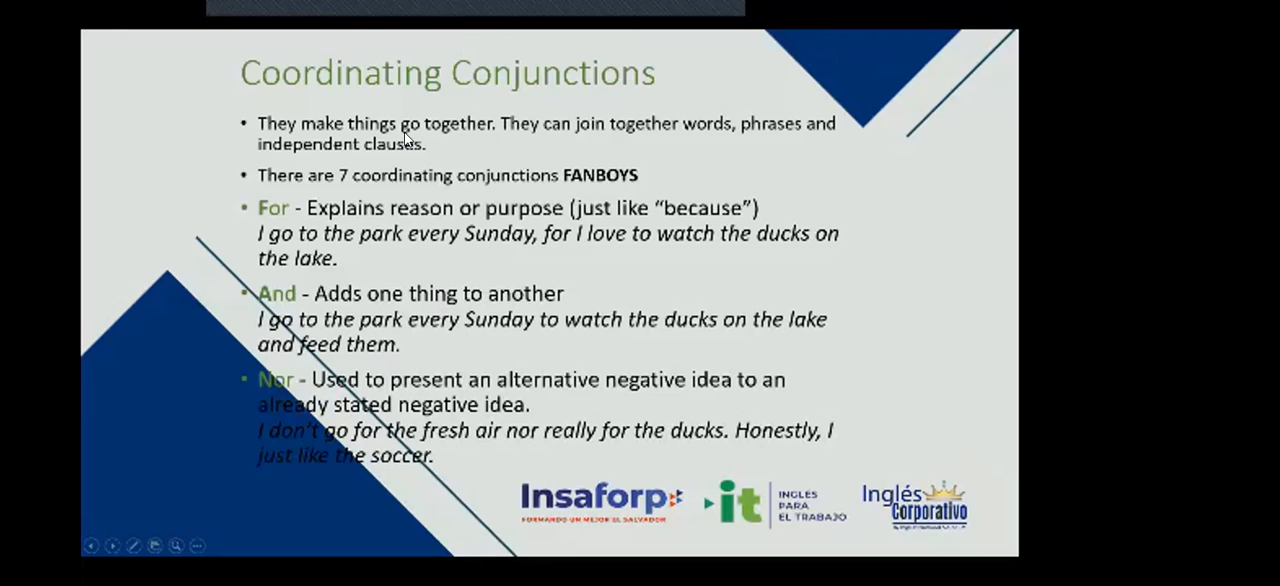 Coordinating Conjunctions
• They make things go together. They can join together words, phrases and
independent clauses.
• There are 7 coordinating conjunctions FANBOYS
• For - Explains reason or purpose (just like “because”)
I go to the park every Sunday, for I love to watch the ducks on
the lake.
• And - Adds one thing to another
I go to the park every Sunday to watch the ducks on the lake
and feed them.
• Nor - Used to present an alternative negative idea to an
already stated negative idea.
I don't go for the fresh air nor really for the ducks. Honestly, I
just like the soccer.
Insaforp
FORMANDO UN MEJOR EL SALVADOR
it
INGLES
PARA
EL TRABAJO
Inglés
Corporativo